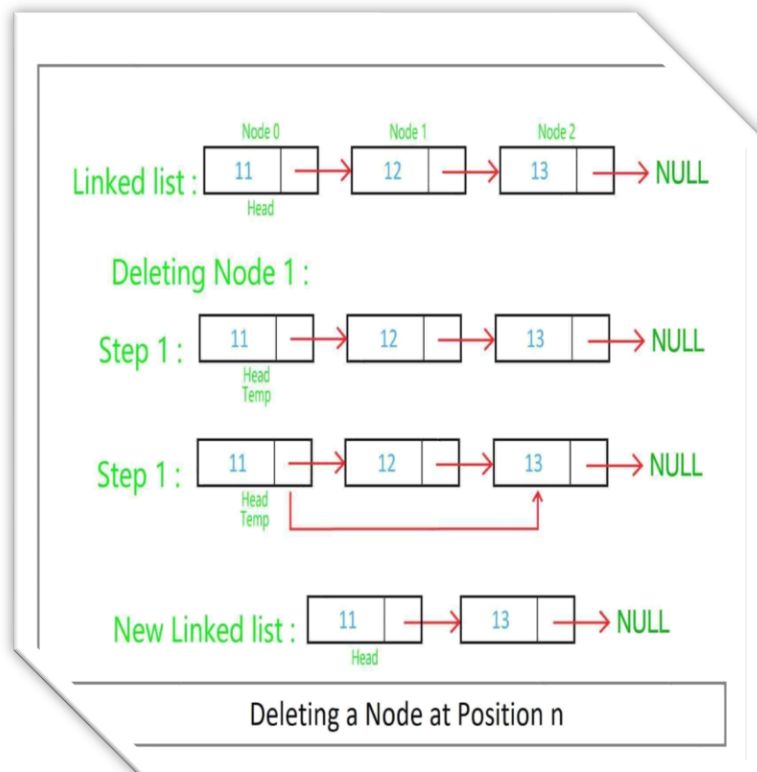 Node 0 Node 1 Node 2
Linked list : 11 12 13 NULL
Head
Deleting Node 1 :
Step 1 : 11 12 13 NULL
Head
Temp
Step 1 : 11 12 13 NULL
Head
Temp
New Linked list : 11 13 NULL
Head
Deleting a Node at Position n